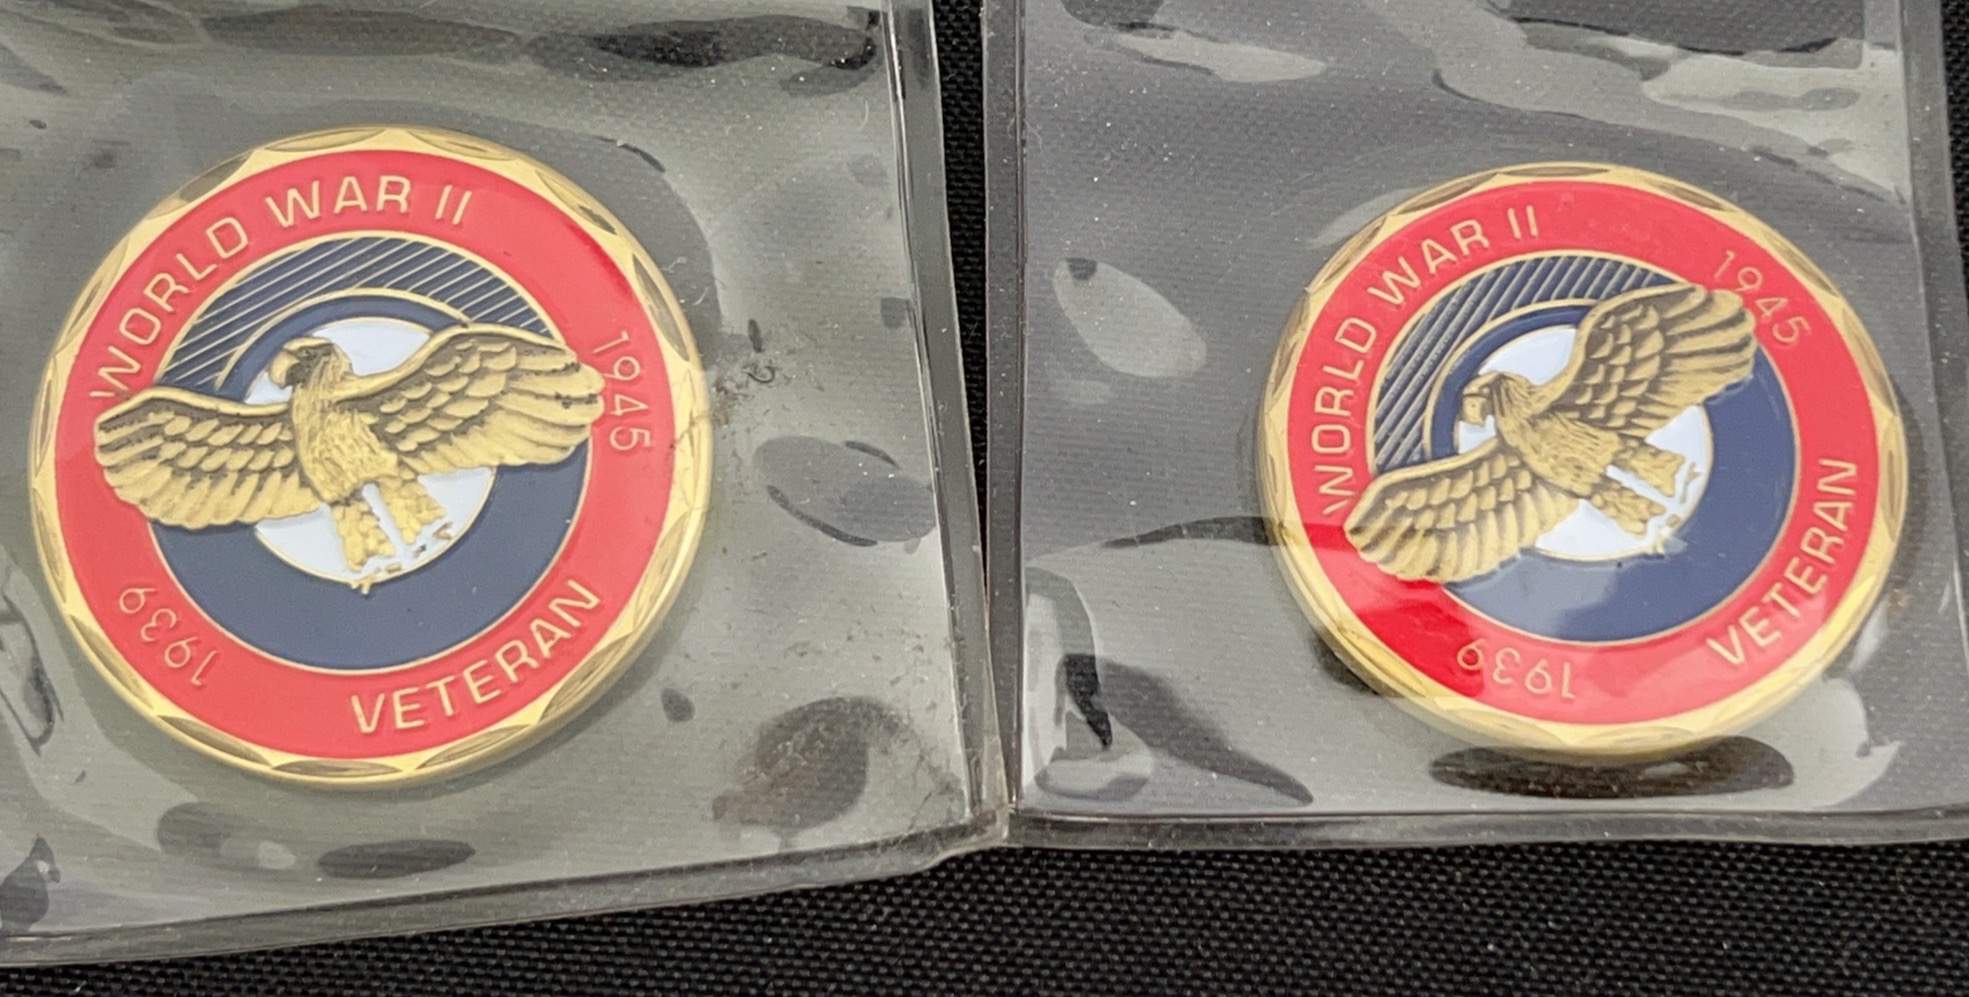 WORLD WAR II
1945
1939
VETERAN
WORLD WAR II
1945
1939
VETERAN